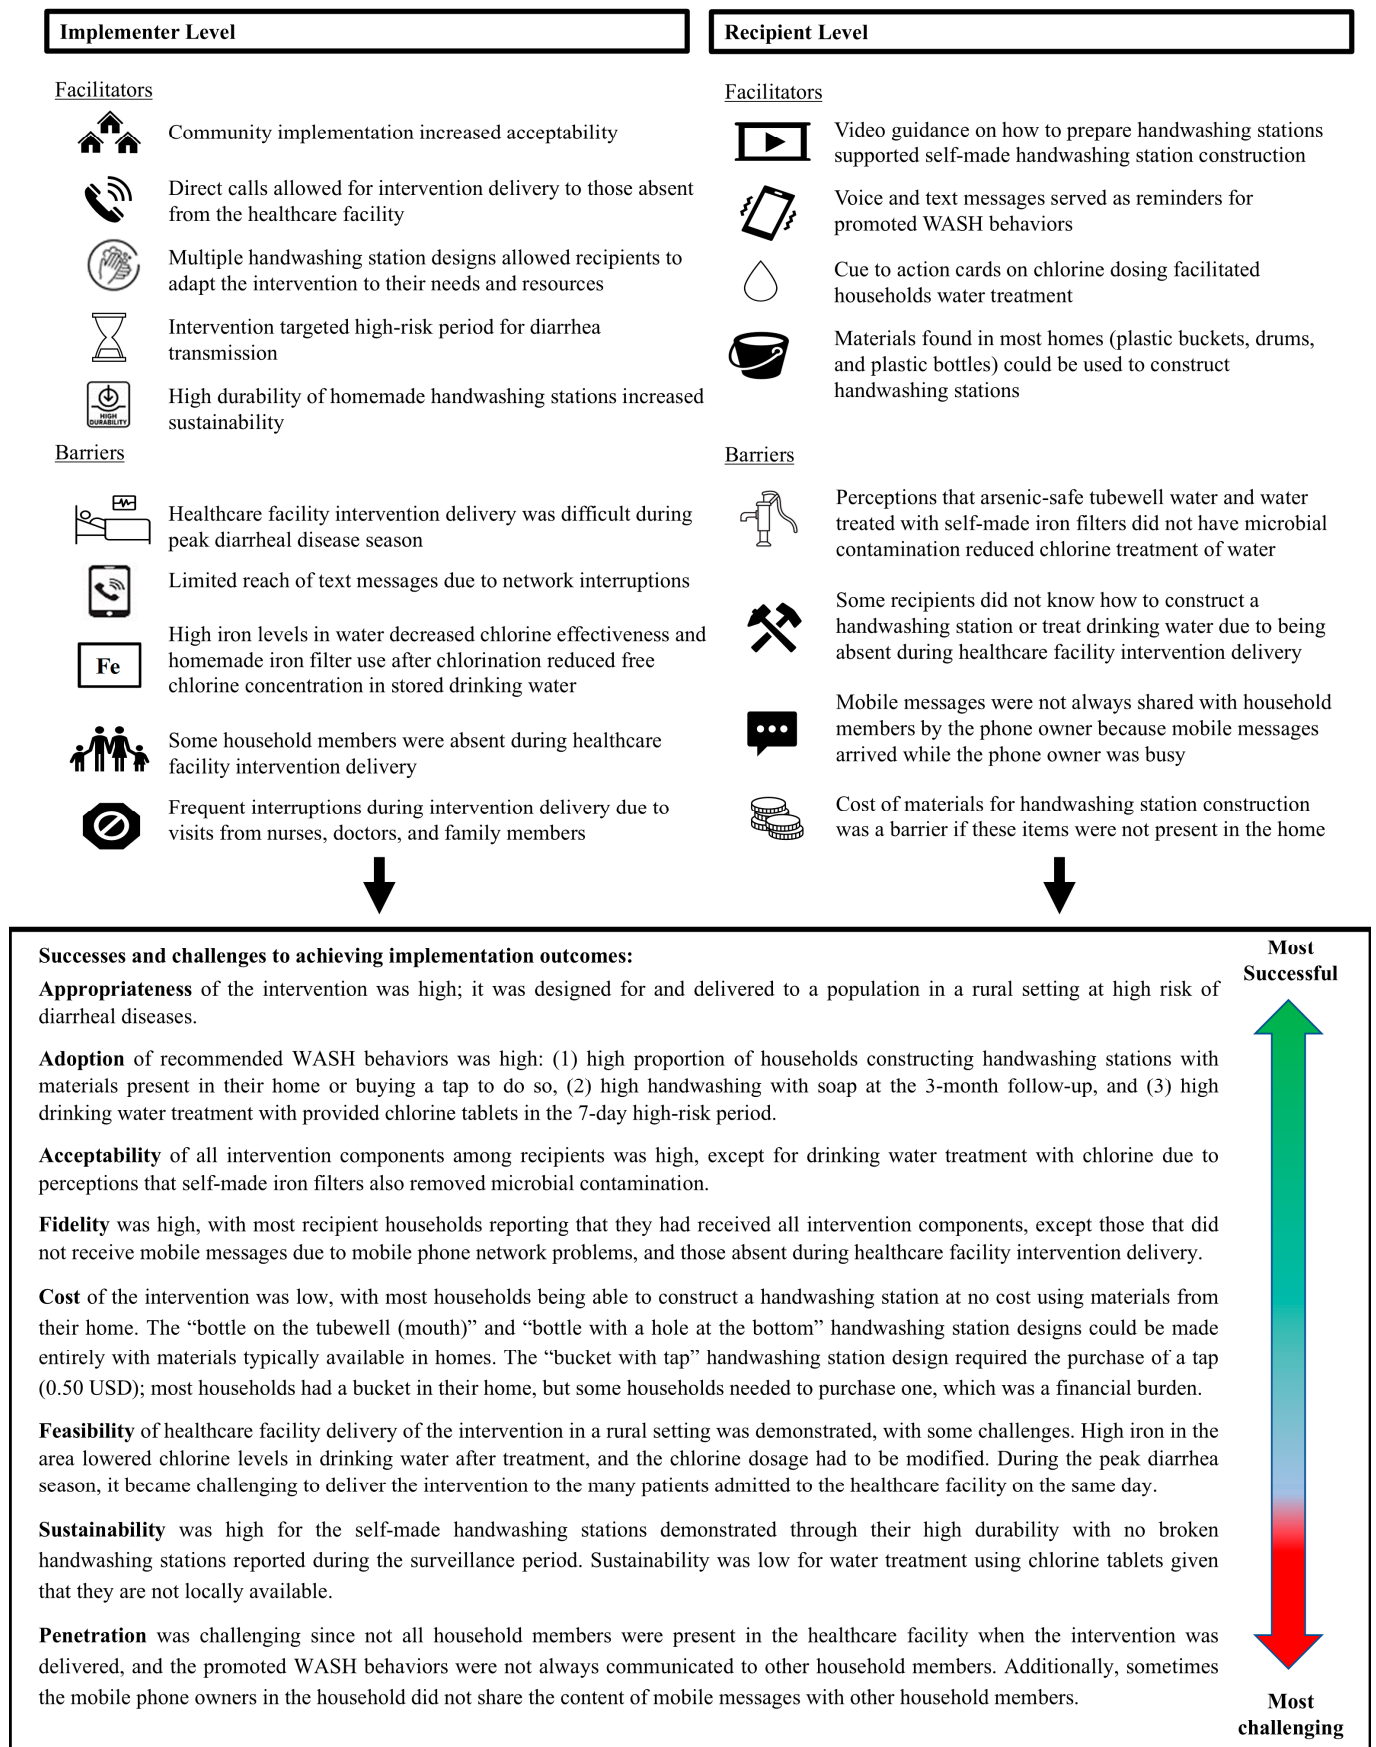 Implementer Level
Facilitators
Community implementation increased acceptability
Direct calls allowed for intervention delivery to those absent
from the healthcare facility
Multiple handwashing station designs allowed recipients to
adapt the intervention to their needs and resources
Intervention targeted high-risk period for diarrhea
transmission
HIGH
DURABILITY
High durability of homemade handwashing stations increased
sustainability
Barriers
Healthcare facility intervention delivery was difficult during
peak diarrheal disease season
Limited reach of text messages due to network interruptions
Fe
High iron levels in water decreased chlorine effectiveness and
homemade iron filter use after chlorination reduced free
chlorine concentration in stored drinking water
Some household members were absent during healthcare
facility intervention delivery
Frequent interruptions during intervention delivery due to
visits from nurses, doctors, and family members
Recipient Level
Facilitators
Video guidance on how to prepare handwashing stations
supported self-made handwashing station construction
Voice and text messages served as reminders for
promoted WASH behaviors
Cue to action cards on chlorine dosing facilitated
households water treatment
Materials found in most homes (plastic buckets, drums,
and plastic bottles) could be used to construct
handwashing stations
Barriers
Perceptions that arsenic-safe tubewell water and water
treated with self-made iron filters did not have microbial
contamination reduced chlorine treatment of water
Some recipients did not know how to construct a
handwashing station or treat drinking water due to being
absent during healthcare facility intervention delivery
Mobile messages were not always shared with household
members by the phone owner because mobile messages
arrived while the phone owner was busy
Cost of materials for handwashing station construction
was a barrier if these items were not present in the home
Successes and challenges to achieving implementation outcomes:
Appropriateness of the intervention was high; it was designed for and delivered to a population in a rural setting at high risk of
diarrheal diseases.
Adoption of recommended WASH behaviors was high: (1) high proportion of households constructing handwashing stations with
materials present in their home or buying a tap to do so, (2) high handwashing with soap at the 3-month follow-up, and (3) high
drinking water treatment with provided chlorine tablets in the 7-day high-risk period.
Acceptability of all intervention components among recipients was high, except for drinking water treatment with chlorine due to
perceptions that self-made iron filters also removed microbial contamination.
Fidelity was high, with most recipient households reporting that they had received all intervention components, except those that did
not receive mobile messages due to mobile phone network problems, and those absent during healthcare facility intervention delivery.
Cost of the intervention was low, with most households being able to construct a handwashing station at no cost using materials from
their home. The “bottle on the tubewell (mouth)” and “bottle with a hole at the bottom” handwashing station designs could be made
entirely with materials typically available in homes. The “bucket with tap” handwashing station design required the purchase of a tap
(0.50 USD); most households had a bucket in their home, but some households needed to purchase one, which was a financial burden.
Feasibility of healthcare facility delivery of the intervention in a rural setting was demonstrated, with some challenges. High iron in the
area lowered chlorine levels in drinking water after treatment, and the chlorine dosage had to be modified. During the peak diarrhea
season, it became challenging to deliver the intervention to the many patients admitted to the healthcare facility on the same day.
Sustainability was high for the self-made handwashing stations demonstrated through their high durability with no broken
handwashing stations reported during the surveillance period. Sustainability was low for water treatment using chlorine tablets given
that they are not locally available.
Penetration was challenging since not all household members were present in the healthcare facility when the intervention was
delivered, and the promoted WASH behaviors were not always communicated to other household members. Additionally, sometimes
the mobile phone owners in the household did not share the content of mobile messages with other household members.
Most
Successful
Most
challenging